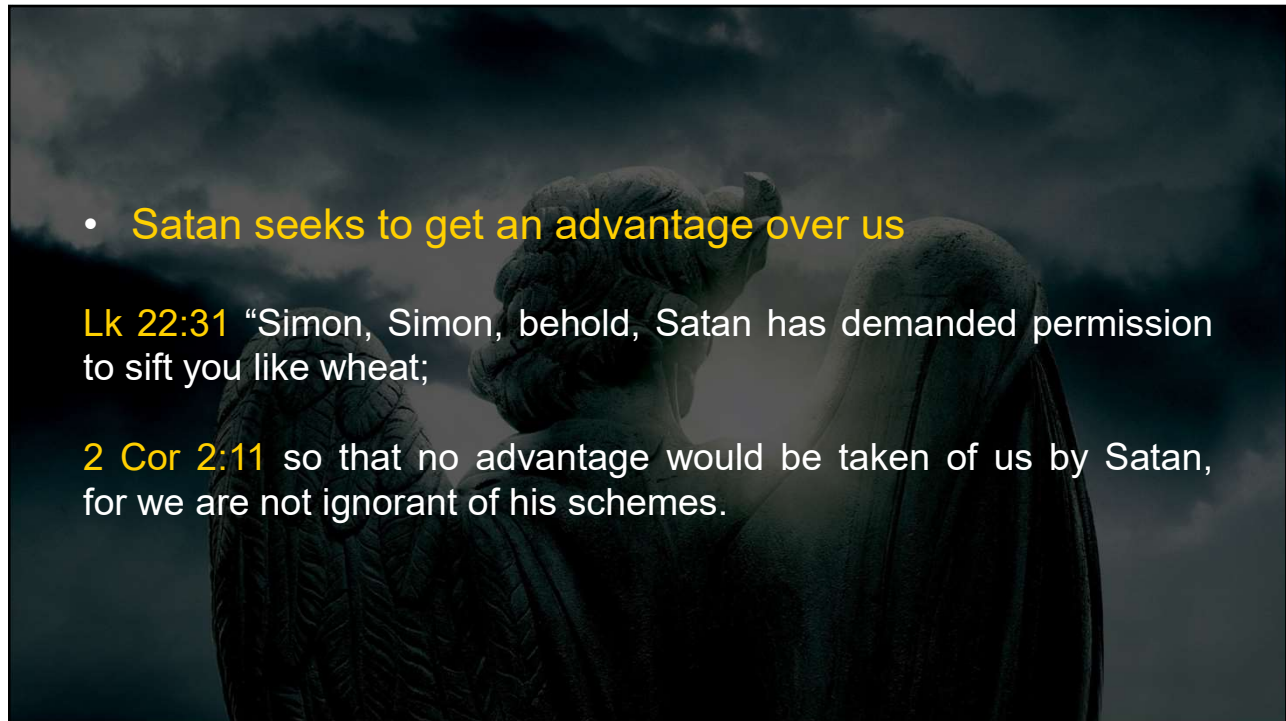 • Satan seeks to get an advantage over us
Lk 22:31 “Simon, Simon, behold, Satan has demanded permission
to sift you like wheat;
2 Cor 2:11 so that no advantage would be taken of us by Satan,
for we are not ignorant of his schemes.